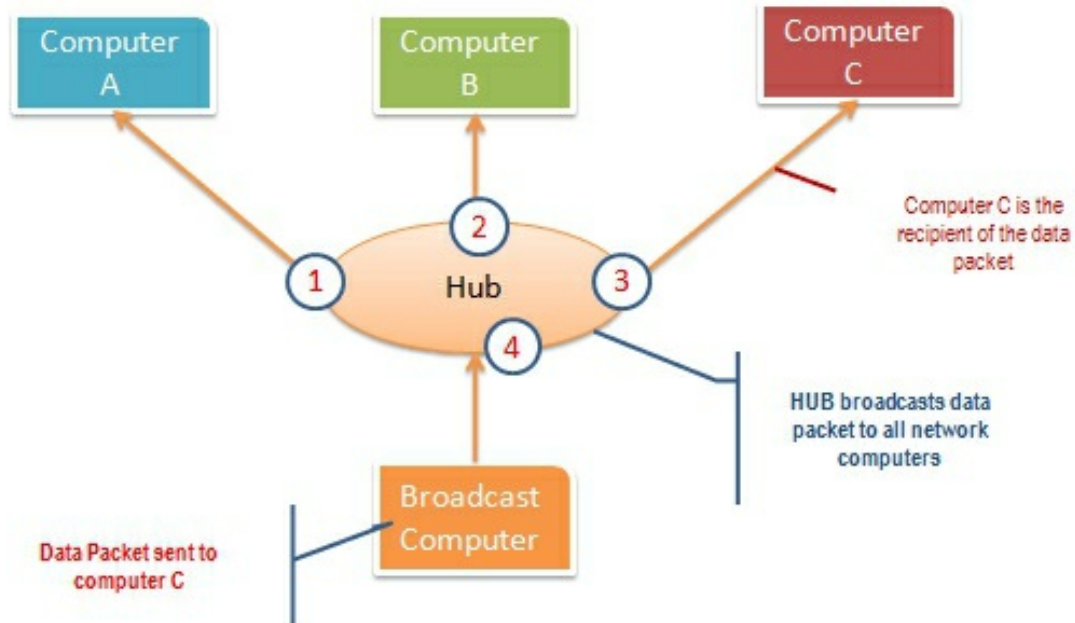 Computer
A
Computer
B
Computer
C
1
2
3
Hub
4
Computer C is the
recipient of the data
packet
HUB broadcasts data
packet to all network
computers
Broadcast
Computer
Data Packet sent to
computer C